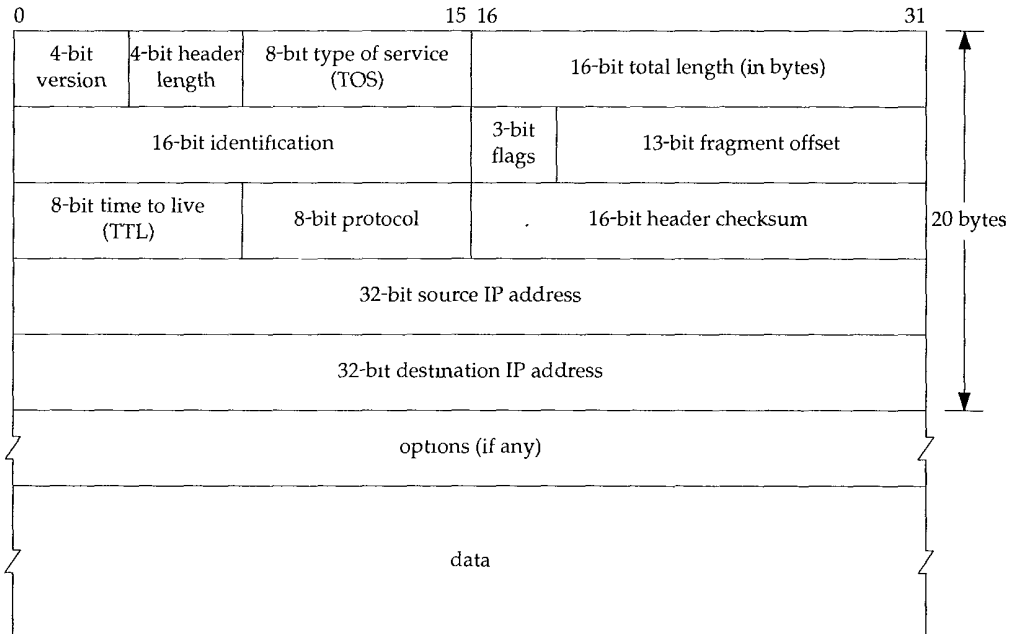 0 15 16 31
4-bit version
4-bit header length
8-bit type of service (TOS)
16-bit total length (in bytes)
16-bit identification
3-bit flags
13-bit fragment offset
8-bit time to live (TTL)
8-bit protocol
16-bit header checksum
20 bytes
32-bit source IP address
32-bit destination IP address
options (if any)
data